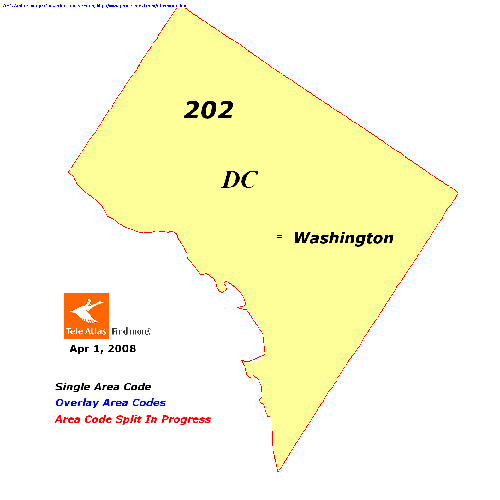 202
DC
Washington
Tele Atlas Find more®
Apr 1, 2008
Single Area Code
Overlay Area Codes
Area Code Split In Progress